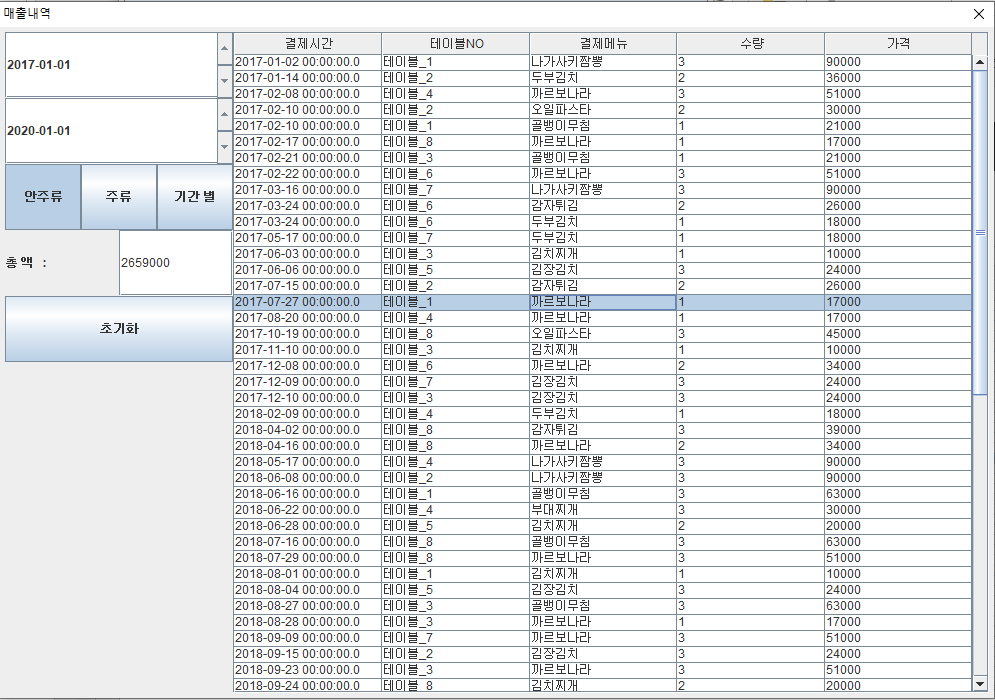 매출내역
2017-01-01
2020-01-01
안주류 주류 기간 별
총 액 : 2659000
초기화
결제시간 테이블NO 결제메뉴 수량 가격
2017-01-02 00:00:00.0 테이블_1 나가사키짬뽕 3 90000
2017-01-14 00:00:00.0 테이블_2 두부김치 2 36000
2017-02-08 00:00:00.0 테이블_4 까르보나라 3 51000
2017-02-10 00:00:00.0 테이블_2 오일파스타 2 30000
2017-02-10 00:00:00.0 테이블_1 골뱅이무침 1 21000
2017-02-17 00:00:00.0 테이블_8 까르보나라 1 17000
2017-02-21 00:00:00.0 테이블_3 골뱅이무침 1 21000
2017-02-22 00:00:00.0 테이블_6 까르보나라 3 51000
2017-03-16 00:00:00.0 테이블_7 나가사키짬뽕 3 90000
2017-03-24 00:00:00.0 테이블_6 감자튀김 2 26000
2017-03-24 00:00:00.0 테이블_6 두부김치 1 18000
2017-05-17 00:00:00.0 테이블_7 두부김치 1 18000
2017-06-03 00:00:00.0 테이블_3 김치찌개 1 10000
2017-06-06 00:00:00.0 테이블_5 김장김치 3 24000
2017-07-15 00:00:00.0 테이블_2 감자튀김 2 26000
2017-07-27 00:00:00.0 테이블_1 까르보나라 1 17000
2017-08-20 00:00:00.0 테이블_4 까르보나라 1 17000
2017-10-19 00:00:00.0 테이블_8 오일파스타 3 45000
2017-11-10 00:00:00.0 테이블_3 김치찌개 1 10000
2017-12-08 00:00:00.0 테이블_6 까르보나라 2 34000
2017-12-09 00:00:00.0 테이블_7 김장김치 3 24000
2017-12-10 00:00:00.0 테이블_3 김장김치 3 24000
2018-02-09 00:00:00.0 테이블_4 두부김치 1 18000
2018-04-02 00:00:00.0 테이블_8 감자튀김 3 39000
2018-04-16 00:00:00.0 테이블_8 까르보나라 2 34000
2018-05-17 00:00:00.0 테이블_4 나가사키짬뽕 3 90000
2018-06-08 00:00:00.0 테이블_2 나가사키짬뽕 3 90000
2018-06-16 00:00:00.0 테이블_1 골뱅이무침 3 63000
2018-06-22 00:00:00.0 테이블_4 부대찌개 3 30000
2018-06-28 00:00:00.0 테이블_5 김치찌개 2 20000
2018-07-16 00:00:00.0 테이블_8 골뱅이무침 3 63000
2018-07-29 00:00:00.0 테이블_8 까르보나라 3 51000
2018-08-01 00:00:00.0 테이블_1 김치찌개 1 10000
2018-08-04 00:00:00.0 테이블_5 김장김치 3 24000
2018-08-27 00:00:00.0 테이블_3 골뱅이무침 3 63000
2018-08-28 00:00:00.0 테이블_3 까르보나라 1 17000
2018-09-09 00:00:00.0 테이블_7 까르보나라 3 51000
2018-09-15 00:00:00.0 테이블_2 김장김치 3 24000
2018-09-23 00:00:00.0 테이블_3 까르보나라 3 51000
2018-09-24 00:00:00.0 테이블_8 김치찌개 2 20000